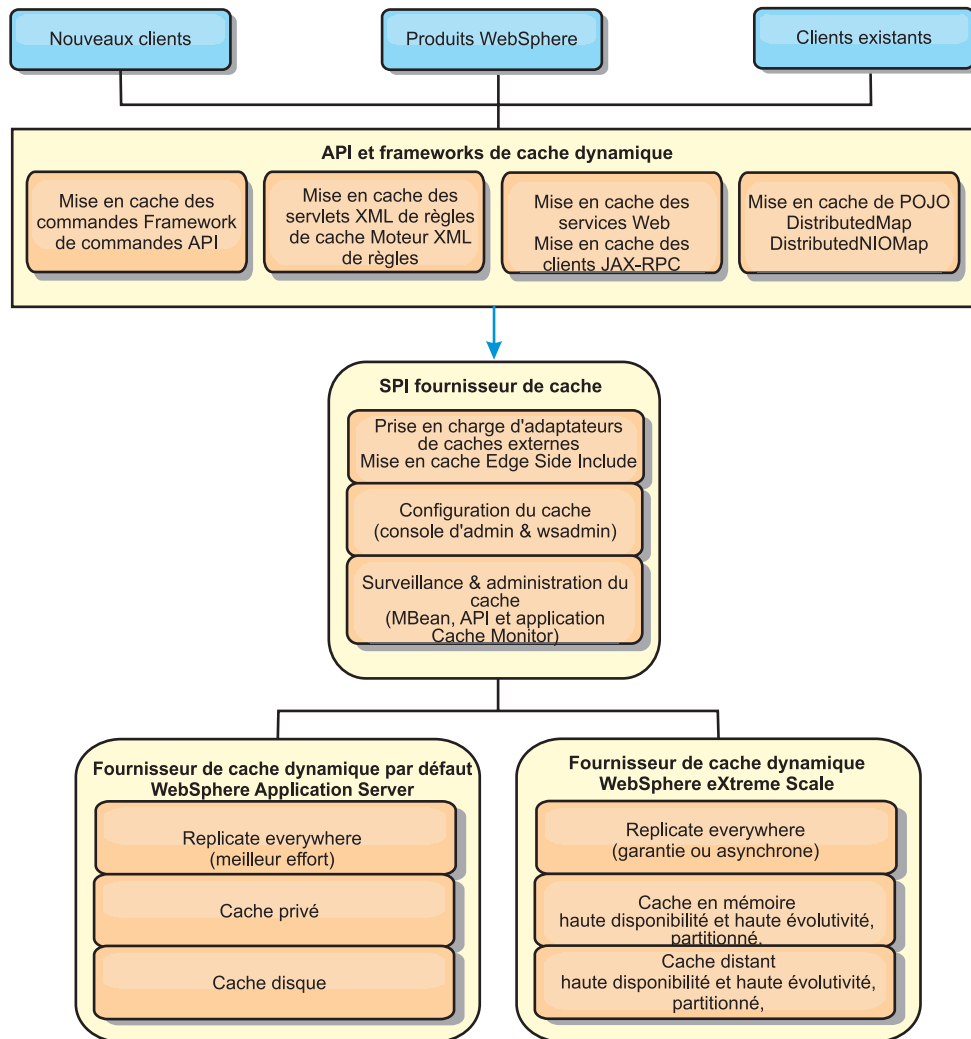 Nouveaux clients
Produits WebSphere
Clients existants
API et frameworks de cache dynamique
Mise en cache des
commandes Framework
de commandes API
Mise en cache des
servlets XML de règles
de cache Moteur XML
de règles
Mise en cache des
services Web
Mise en cache des
clients JAX-RPC
Mise en cache de POJO
DistributedMap
DistributedNIOMap
SPI fournisseur de cache
Prise en charge d'adaptateurs
de caches externes
Mise en cache Edge Side Include
Configuration du cache
(console d'admin & wsadmin)
Surveillance & administration du
cache
(MBean, API et application
Cache Monitor)
Fournisseur de cache dynamique par défaut
WebSphere Application Server
Replicate everywhere
(meilleur effort)
Cache privé
Cache disque
Fournisseur de cache dynamique
WebSphere eXtreme Scale
Replicate everywhere
(garantie ou asynchrone)
Cache en mémoire
haute disponibilité et haute évolutivité,
partitionné,
Cache distant
haute disponibilité et haute évolutivité,
partitionné,